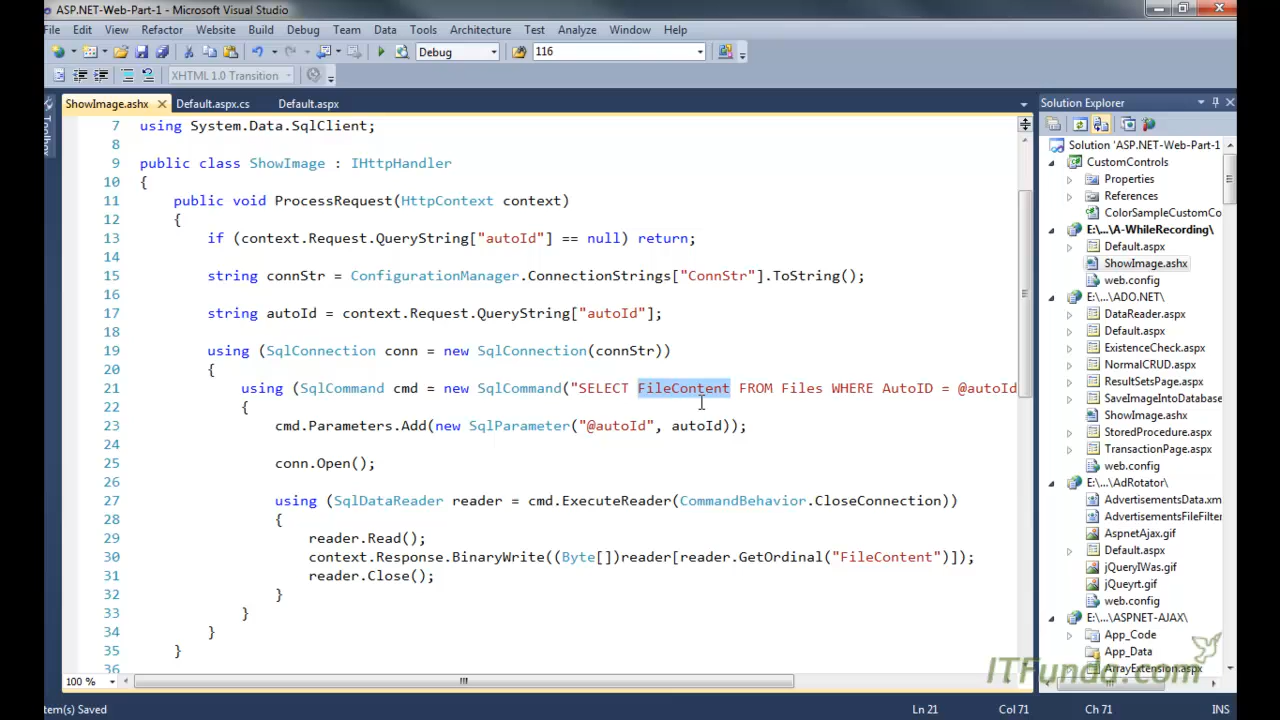 ASP.NET-Web-Part-1 - Microsoft Visual Studio
File Edit View Refactor Website Build Debug Team Data Tools Architecture Test Analyze Window Help
Debug 116
XHTML 1.0 Transition
ShowImage.ashx Default.aspx.cs Default.aspx
7 using System.Data.SqlClient;
8
9 public class ShowImage : IHttpHandler
10 {
11 public void ProcessRequest(HttpContext context)
12 {
13 if (context.Request.QueryString["autoId"] == null) return;
14
15 string connStr = ConfigurationManager.ConnectionStrings["ConnStr"].ToString();
16
17 string autoId = context.Request.QueryString["autoId"];
18
19 using (SqlConnection conn = new SqlConnection(connStr))
20 {
21 using (SqlCommand cmd = new SqlCommand("SELECT FileContent FROM Files WHERE AutoID = @autoId
22 {
23 cmd.Parameters.Add(new SqlParameter("@autoId", autoId));
24
25 conn.Open();
26
27 using (SqlDataReader reader = cmd.ExecuteReader(CommandBehavior.CloseConnection))
28 {
29 reader.Read();
30 context.Response.BinaryWrite((Byte[])reader[reader.GetOrdinal("FileContent")]);
31 reader.Close();
32 }
33 }
34 }
35 }
36
100 %
Toolbox
Solution Explorer
Solution 'ASP.NET-Web-Part-1
CustomControls
Properties
References
ColorSampleCustomCo
E:\...\A-WhileRecording\
Default.aspx
ShowImage.ashx
web.config
E:\...\ADO.NET\
DataReader.aspx
Default.aspx
ExistenceCheck.aspx
NormalCRUD.aspx
ResultSetsPage.aspx
SaveImageIntoDatabase
ShowImage.ashx
StoredProcedure.aspx
TransactionPage.aspx
web.config
E:\...\AdRotator\
AdvertisementsData.xm
AdvertisementsFileFilter
AspnetAjax.gif
Default.aspx
jQueryIWas.gif
jQueyrt.gif
web.config
E:\...\ASPNET-AJAX\
App_Code
App_Data
ArrayExtension.aspx
ITFunda.com
tem(s) Saved Ln 21 Col 71 Ch 71 INS